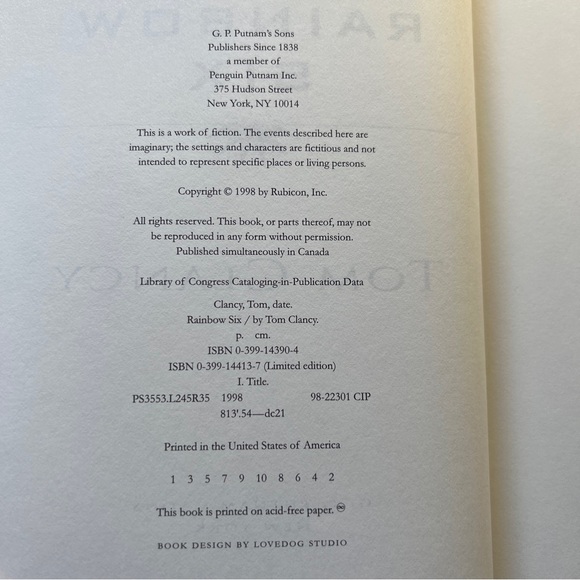 G. P. Putnam's Sons
Publishers Since 1838
a member of
Penguin Putnam Inc.
375 Hudson Street
New York, NY 10014
This is a work of fiction. The events described here are
imaginary; the settings and characters are fictitious and not
intended to represent specific places or living persons.
Copyright © 1998 by Rubicon, Inc.
All rights reserved. This book, or parts thereof, may not
be reproduced in any form without permission.
Published simultaneously in Canada
Library of Congress Cataloging-in-Publication Data
Clancy, Tom, date.
Rainbow Six / by Tom Clancy.
p. cm.
ISBN 0-399-14390-4
ISBN 0-399-14413-7 (Limited edition)
I. Title.
PS3553.L245R35 1998 98-22301 CIP
813'.54—dc21
Printed in the United States of America
1 3 5 7 9 10 8 6 4 2
This book is printed on acid-free paper. ♾
BOOK DESIGN BY LOVEDOG STUDIO